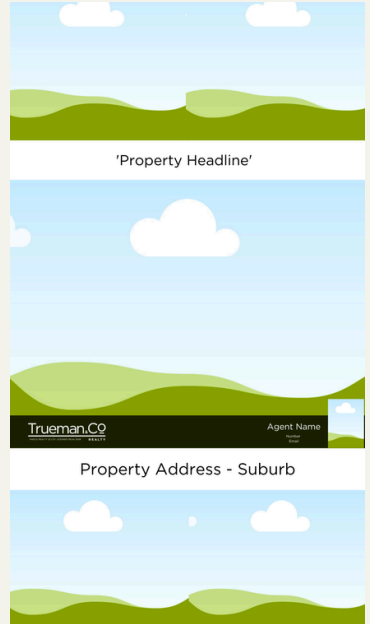 'Property Headline'
Trueman.Co
REALTY
Agent Name
Number
Email
Property Address - Suburb